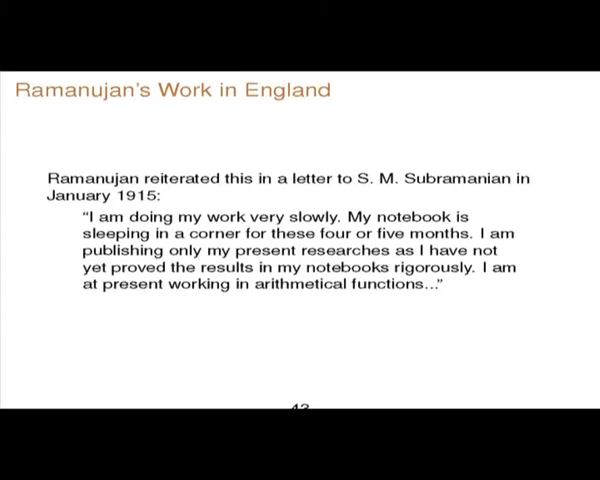 Ramanujan's Work in England
Ramanujan reiterated this in a letter to S. M. Subramanian in
January 1915:
"I am doing my work very slowly. My notebook is
sleeping in a corner for these four or five months. I am
publishing only my present researches as I have not
yet proved the results in my notebooks rigorously. I am
at present working in arithmetical functions..."